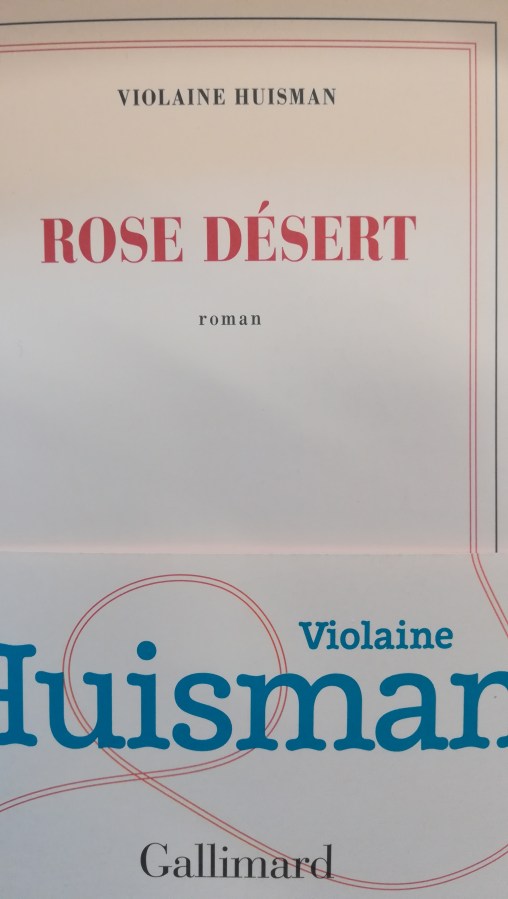 VIOLAINE HUISMAN
ROSE DÉSERT
roman
Violaine
Huisman
Gallimard